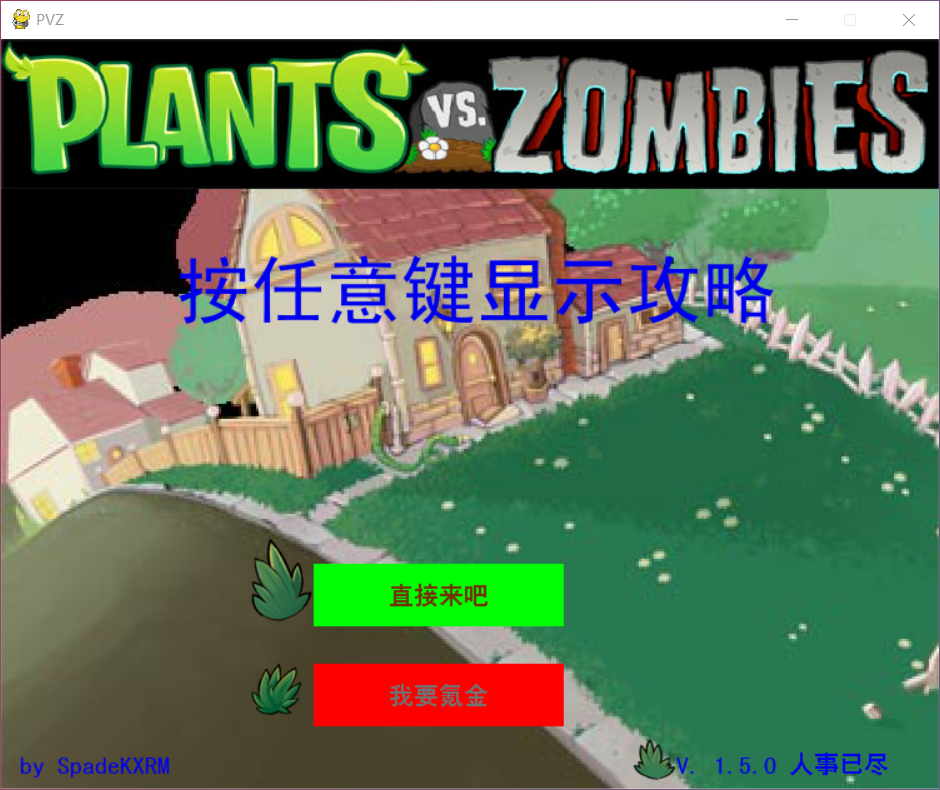 PVZ
PLANTS VS. ZOMBIES
按任意键显示攻略
直接来吧
我要氪金
by SpadeKXRM
V. 1.5.0 人事已尽